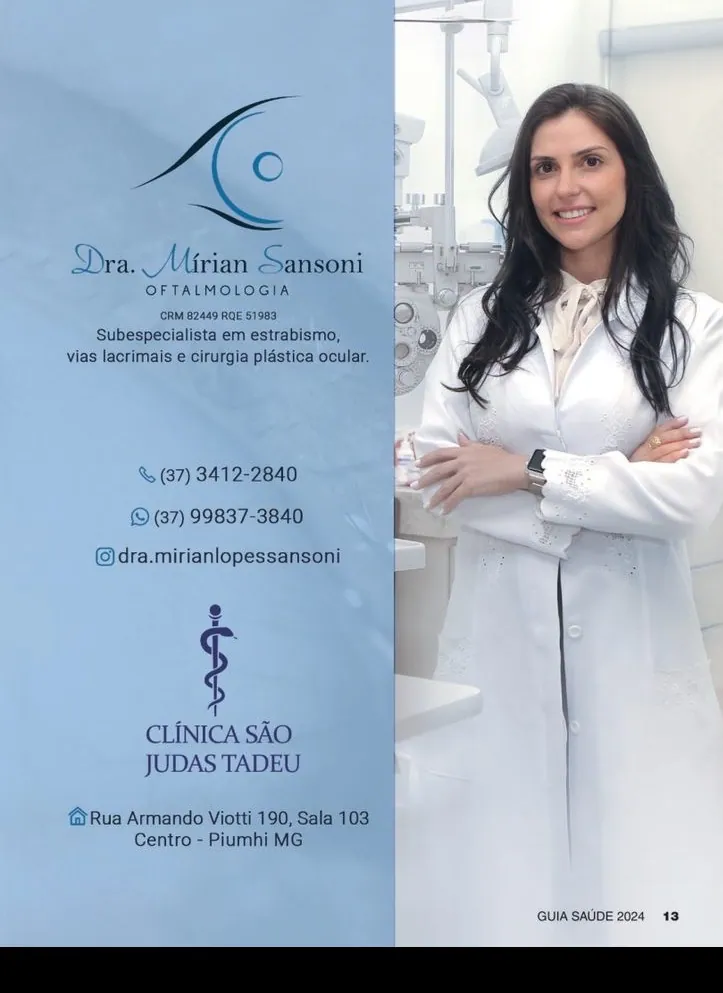 Dra. Mírian Sansoni
OFTALMOLOGIA
CRM 82449 RQE 51983
Subespecialista em estrabismo,
vias lacrimais e cirurgia plástica ocular.
(37) 3412-2840
(37) 99837-3840
dra.mirianlopessansoni
CLÍNICA SÃO
JUDAS TADEU
Rua Armando Viotti 190, Sala 103
Centro - Piumhi MG
GUIA SAÚDE 2024 13